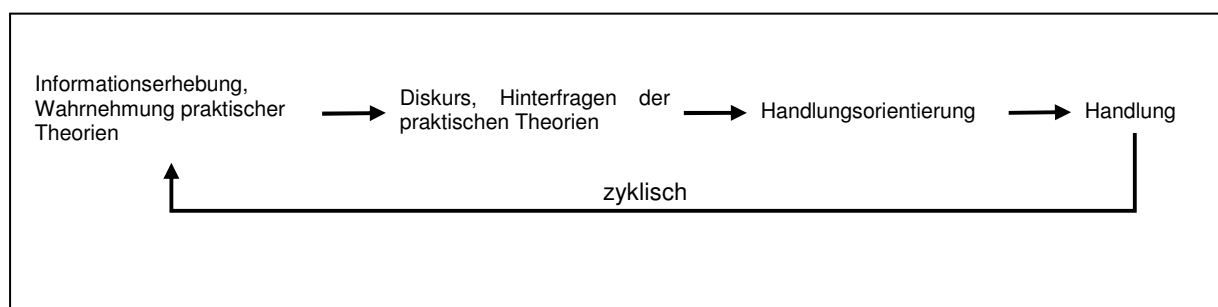 Informationserhebung,
Wahrnehmung praktischer
Theorien
Diskurs, Hinterfragen der
praktischen Theorien
Handlungsorientierung
Handlung
zyklisch